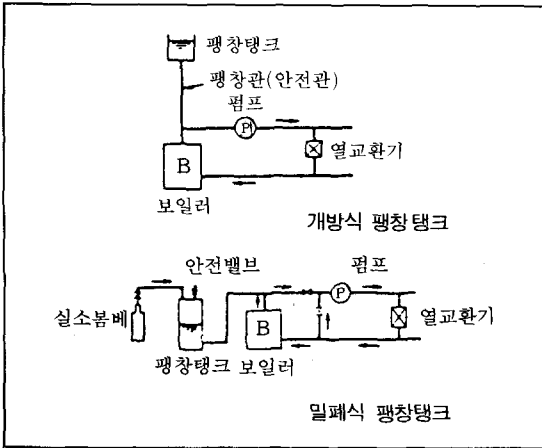 팽창탱크
팽창관(안전관)
펌프
P
B
열교환기
보일러
개방식 팽창탱크
안전밸브
펌프
실소봄베
P
B
열교환기
팽창탱크 보일러
밀폐식 팽창탱크